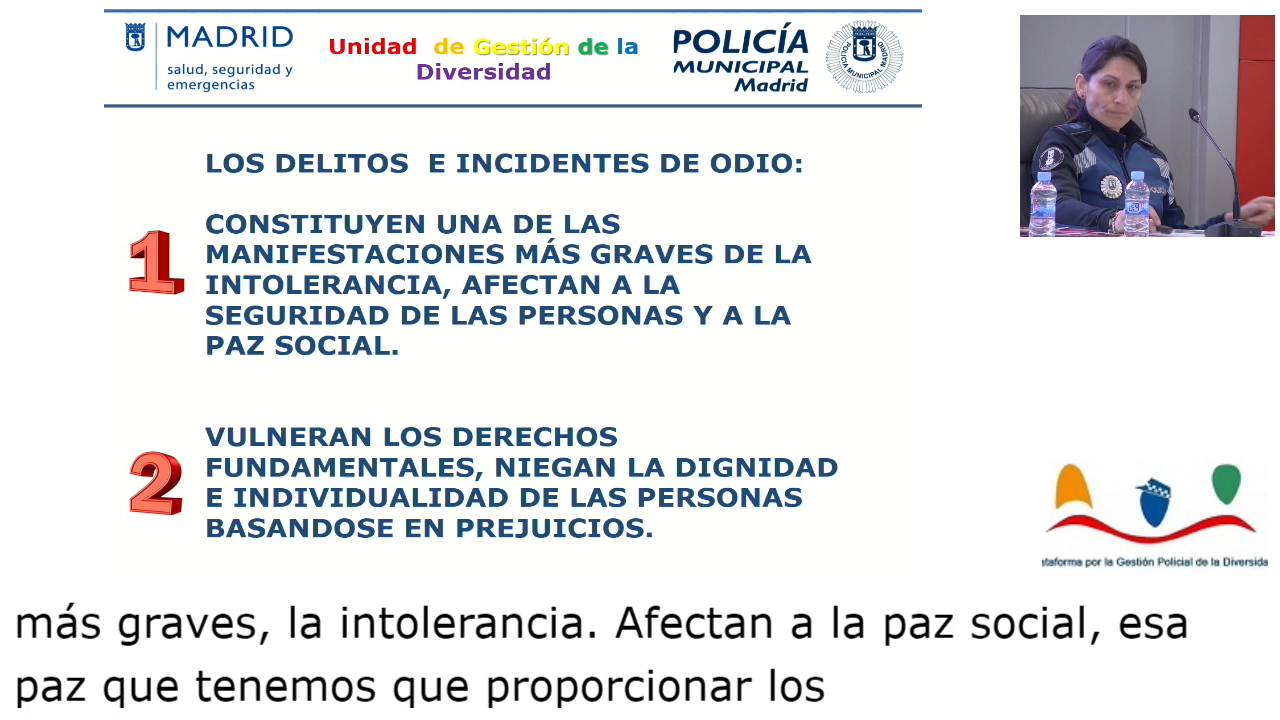 MADRID
salud, seguridad y
emergencias
Unidad de Gestión de la
Diversidad
POLICÍA
MUNICIPAL
Madrid
POLICIA MUNICIPAL MADRID
LOS DELITOS E INCIDENTES DE ODIO:
1
CONSTITUYEN UNA DE LAS
MANIFESTACIONES MÁS GRAVES DE LA
INTOLERANCIA, AFECTAN A LA
SEGURIDAD DE LAS PERSONAS Y A LA
PAZ SOCIAL.
2
VULNERAN LOS DERECHOS
FUNDAMENTALES, NIEGAN LA DIGNIDAD
E INDIVIDUALIDAD DE LAS PERSONAS
BASANDOSE EN PREJUICIOS.
ataforma por la Gestión Policial de la Diversida
más graves, la intolerancia. Afectan a la paz social, esa
paz que tenemos que proporcionar los